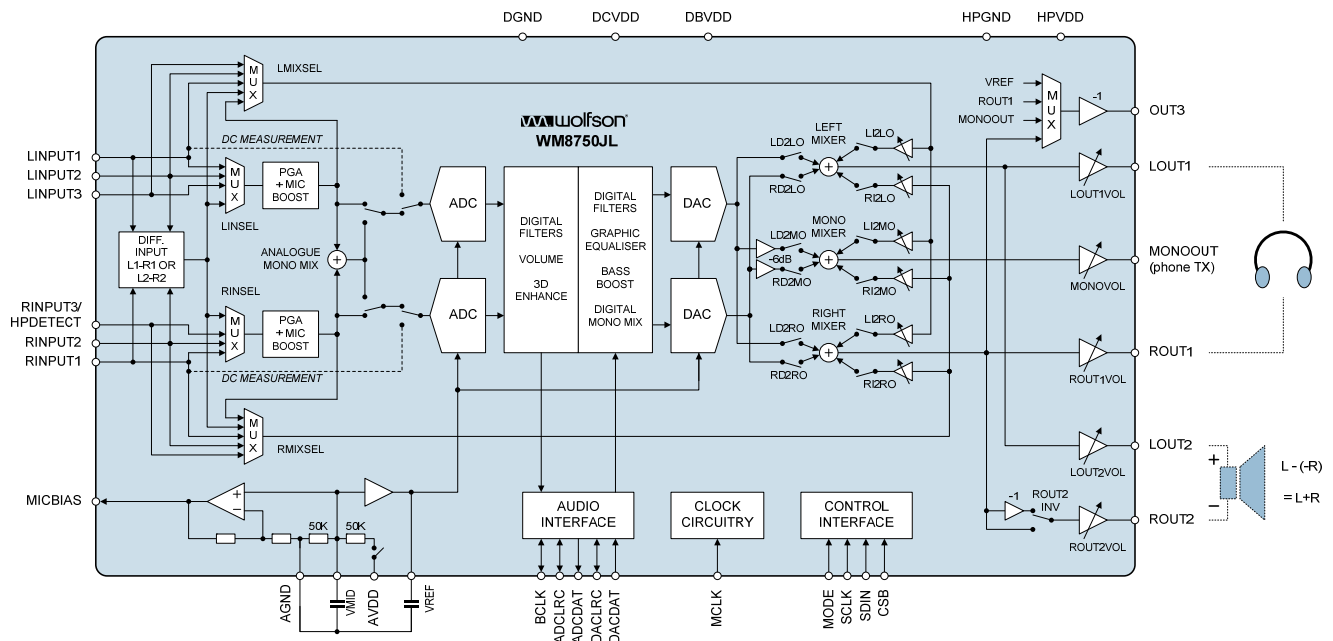 DGND
DCVDD
DBVDD
HPGND
HPVDD
MUX
LMIXSEL
wolfson®
WM8750JL
VREF
ROUT1
MONOOUT
MUX
-1
OUT3
DC MEASUREMENT
LINPUT1
LINPUT2
LINPUT3
MUX
LINSEL
PGA
+ MIC
BOOST
ADC
DIGITAL
FILTERS
VOLUME
3D
ENHANCE
DIGITAL
FILTERS
GRAPHIC
EQUALISER
BASS
BOOST
DIGITAL
MONO MIX
DAC
LEFT
MIXER
LD2LO
RD2LO
LI2LO
RI2LO
LOUT1
LOUT1VOL
DIFF.
INPUT
L1-R1 OR
L2-R2
ANALOGUE
MONO MIX
MONO
MIXER
LD2MO
-6dB
RD2MO
LI2MO
RI2MO
MONOOUT
(phone TX)
MONOVOL
RINPUT3/
HPDETECT
RINPUT2
RINPUT1
RINSEL
MUX
PGA
+ MIC
BOOST
ADC
DAC
RIGHT
MIXER
LD2RO
RD2RO
LI2RO
RI2RO
ROUT1
ROUT1VOL
DC MEASUREMENT
MUX
RMIXSEL
LOUT2
LOUT2VOL
+
−
L - (-R)
= L+R
MICBIAS
+
−
50K
50K
AUDIO
INTERFACE
CLOCK
CIRCUITRY
CONTROL
INTERFACE
-1
ROUT2
INV
ROUT2
ROUT2VOL
AGND
VMID
AVDD
VREF
BCLK
ADCLRC
ADCDAT
DACLRC
DACDAT
MCLK
MODE
SCLK
SDIN
CSB